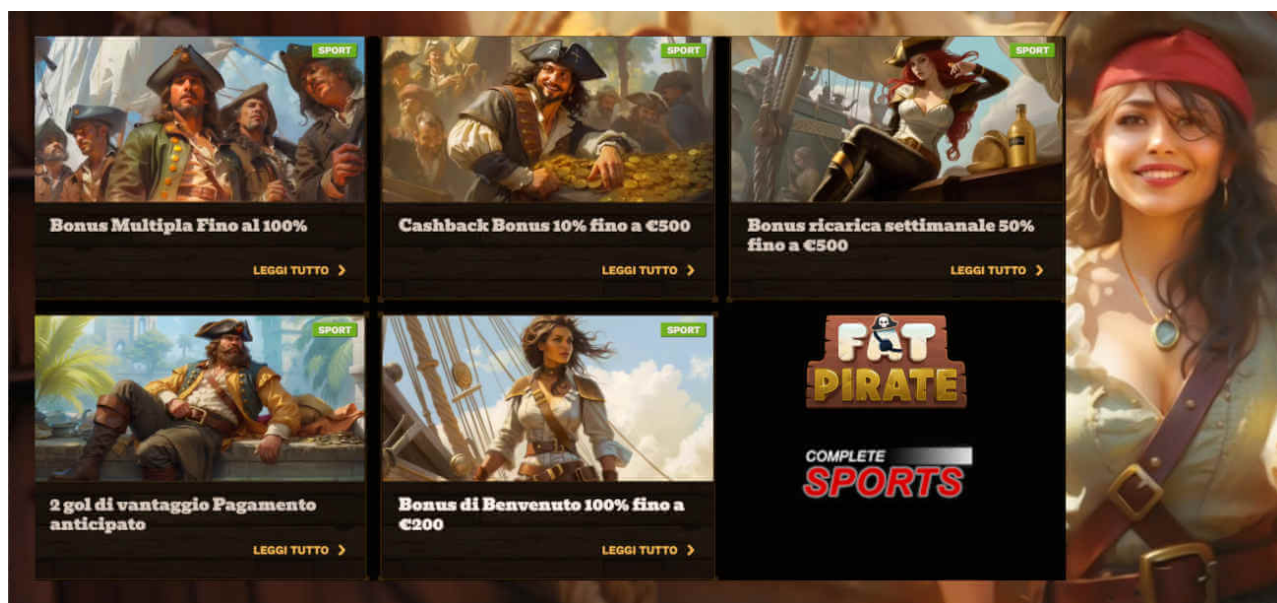 SPORT
Bonus Multipla Fino al 100%
LEGGI TUTTO
SPORT
Cashback Bonus 10% fino a €500
LEGGI TUTTO
SPORT
Bonus ricarica settimanale 50%
fino a €500
LEGGI TUTTO
SPORT
2 gol di vantaggio Pagamento
anticipato
LEGGI TUTTO
SPORT
Bonus di Benvenuto 100% fino a
€200
LEGGI TUTTO
FAT
PIRATE
COMPLETE
SPORTS